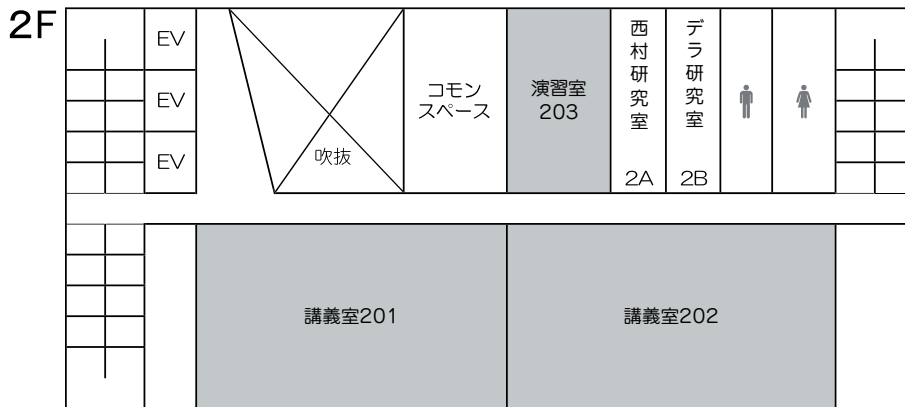 2F
EV
EV
EV
吹抜
コモン
スペース
演習室
203
西村研究室
2A
デラ研究室
2B
講義室201
講義室202